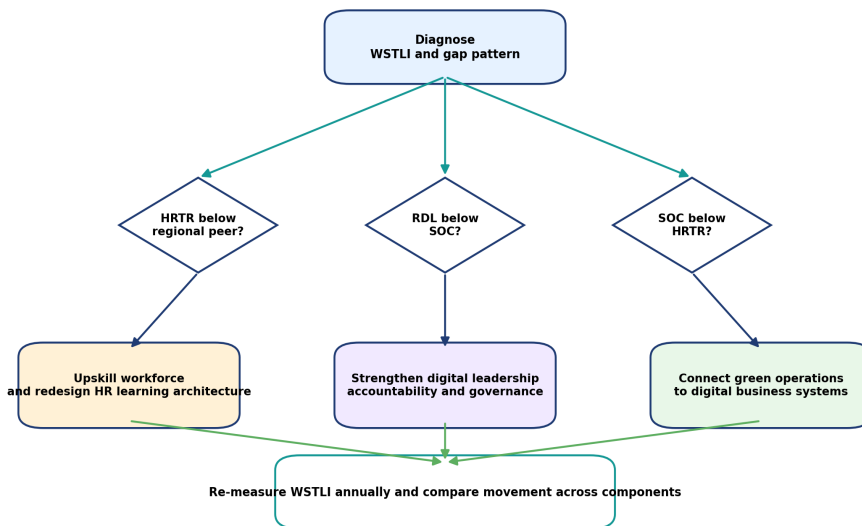 Diagnose
WSTLI and gap pattern
HRTR below
regional peer?
RDL below
SOC?
SOC below
HRTR?
Upskill workforce
and redesign HR learning architecture
Strengthen digital leadership
accountability and governance
Connect green operations
to digital business systems
Re-measure WSTLI annually and compare movement across components